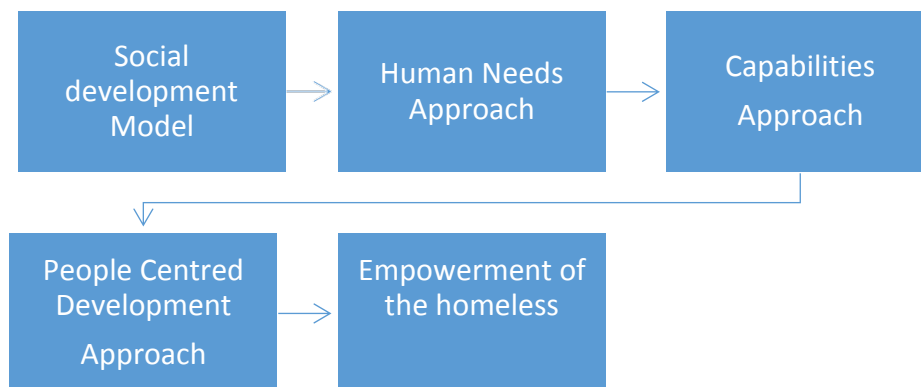 Social
development
Model
Human Needs
Approach
Capabilities
Approach
People Centred
Development
Approach
Empowerment of
the homeless